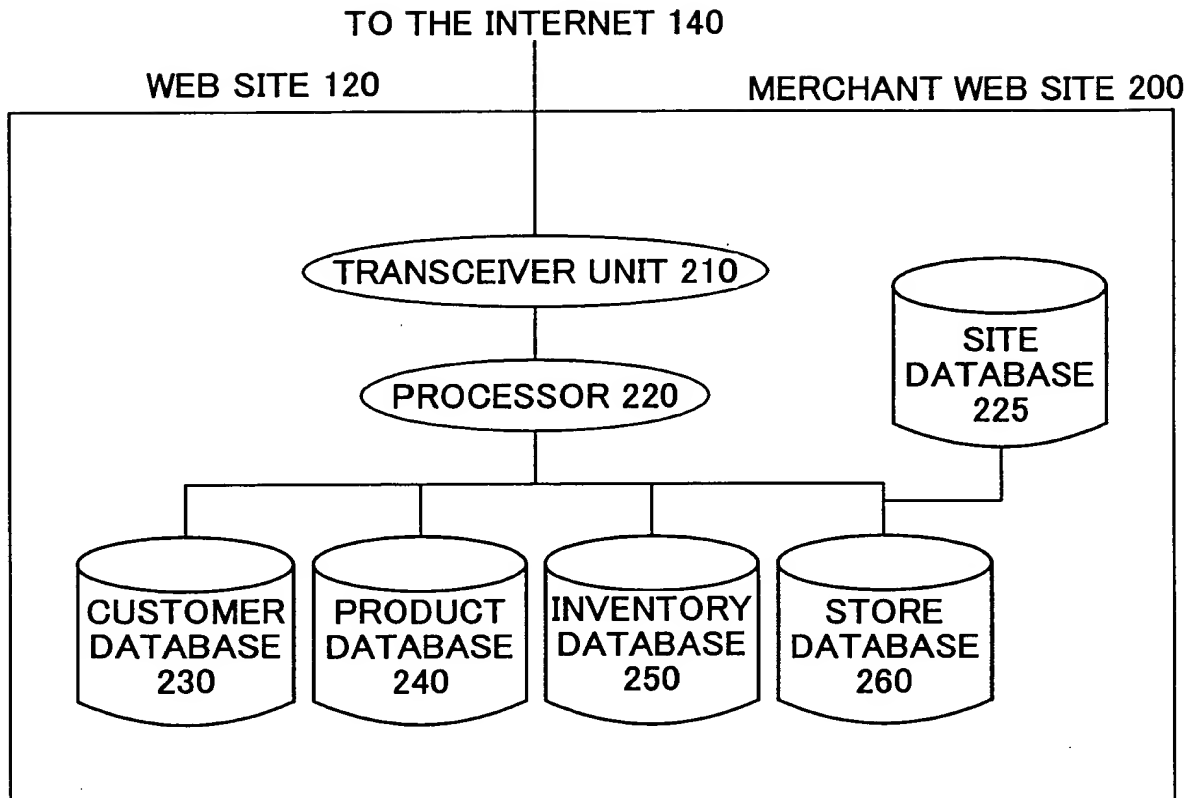 TO THE INTERNET 140
WEB SITE 120
MERCHANT WEB SITE 200
TRANSCEIVER UNIT 210
PROCESSOR 220
SITE
DATABASE
225
CUSTOMER
DATABASE
230
PRODUCT
DATABASE
240
INVENTORY
DATABASE
250
STORE
DATABASE
260